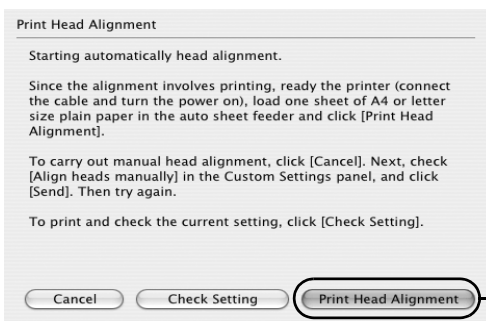 Print Head Alignment
Starting automatically head alignment.
Since the alignment involves printing, ready the printer (connect
the cable and turn the power on), load one sheet of A4 or letter
size plain paper in the auto sheet feeder and click [Print Head
Alignment].
To carry out manual head alignment, click [Cancel]. Next, check
[Align heads manually] in the Custom Settings panel, and click
[Send]. Then try again.
To print and check the current setting, click [Check Setting].
Cancel Check Setting Print Head Alignment